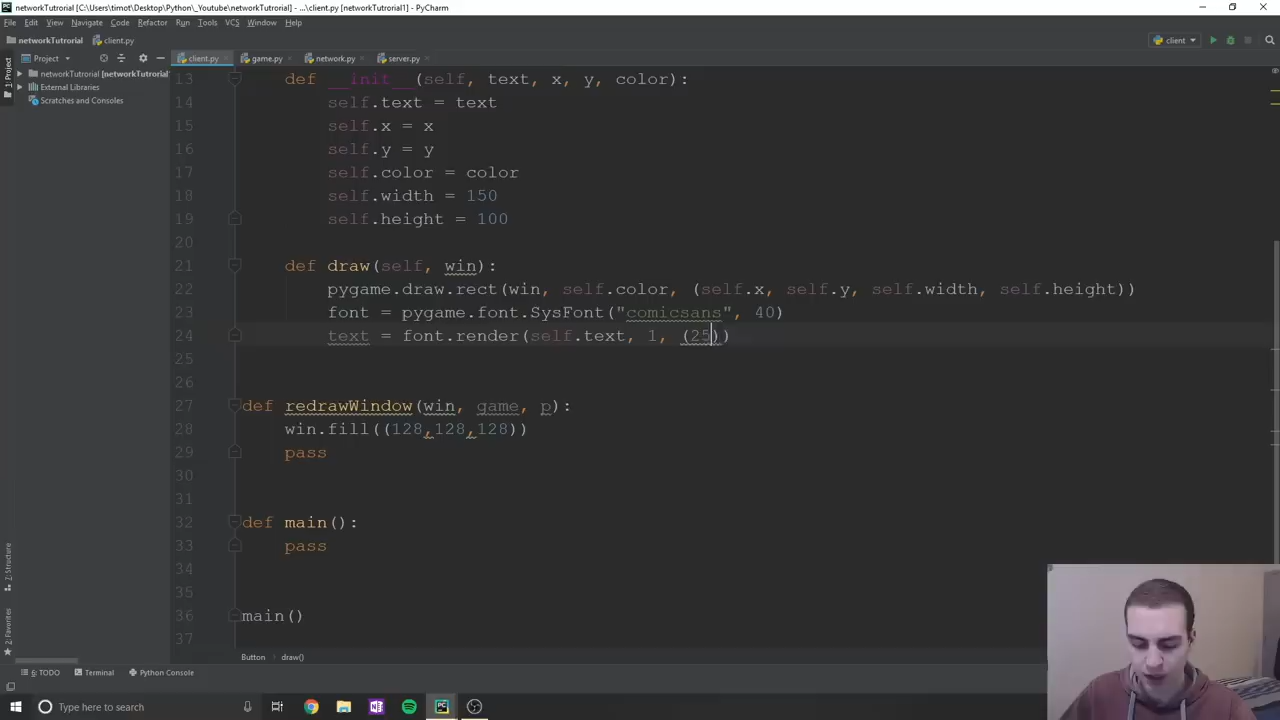 networkTutorial [C:\Users\timot\Desktop\Python\_Youtube\networkTutorial] - ...\client.py [networkTutorial1] - PyCharm
File Edit View Navigate Code Refactor Run Tools VCS Window Help
networkTutorial client.py client
Project client.py game.py network.py server.py
1: Project
networkTutorial [networkTutorial
External Libraries
Scratches and Consoles
13 def __init__(self, text, x, y, color):
14 self.text = text
15 self.x = x
16 self.y = y
17 self.color = color
18 self.width = 150
19 self.height = 100
20
21 def draw(self, win):
22 pygame.draw.rect(win, self.color, (self.x, self.y, self.width, self.height))
23 font = pygame.font.SysFont("comicsans", 40)
24 text = font.render(self.text, 1, (25))
25
26
27 def redrawWindow(win, game, p):
28 win.fill((128,128,128))
29 pass
30
31
32 def main():
33 pass
34
35
36 main()
37
Z: Structure
2: Favorites
Button draw()
6: TODO Terminal Python Console
Type here to search